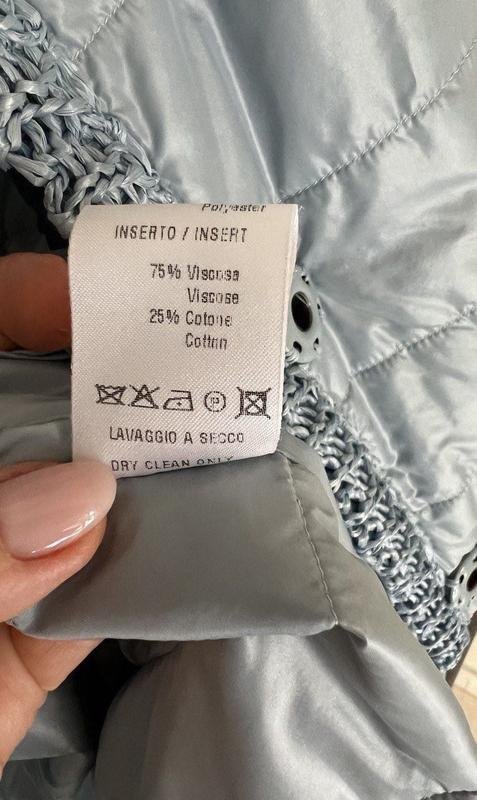 Polyester
INSERTO / INSERT
75% Viscosa
Viscose
25% Cotone
Cotton
P
LAVAGGIO A SECCO
DRY CLEAN ONLY